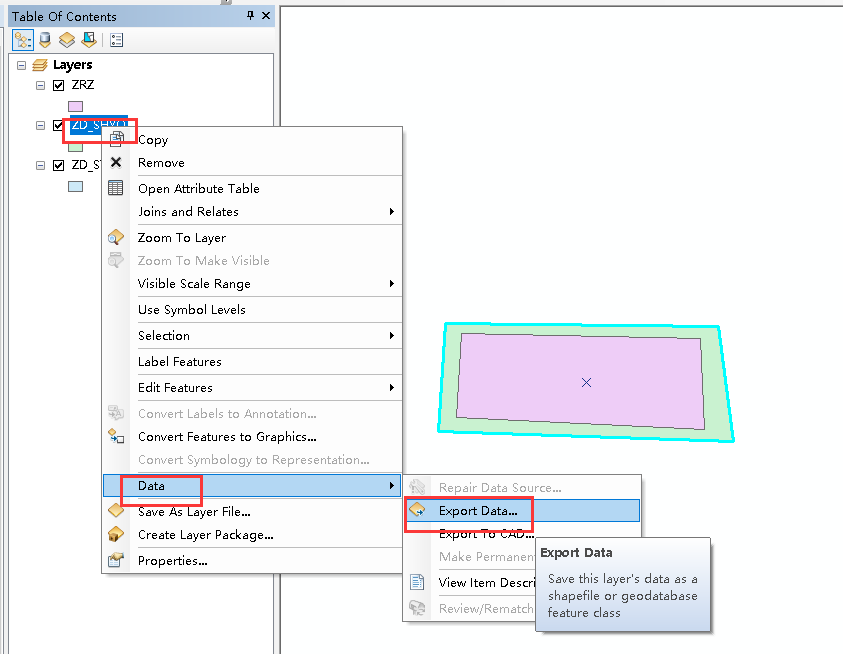 Table Of Contents
Layers
ZRZ
ZD_SHYQ
ZD_S
Copy
Remove
Open Attribute Table
Joins and Relates
Zoom To Layer
Zoom To Make Visible
Visible Scale Range
Use Symbol Levels
Selection
Label Features
Edit Features
Convert Labels to Annotation...
Convert Features to Graphics...
Convert Symbology to Representation...
Data
Save As Layer File...
Create Layer Package...
Properties...
Repair Data Source...
Export Data...
Export To CAD...
Make Permanen
View Item Descri
Review/Rematch
Export Data
Save this layer's data as a
shapefile or geodatabase
feature class